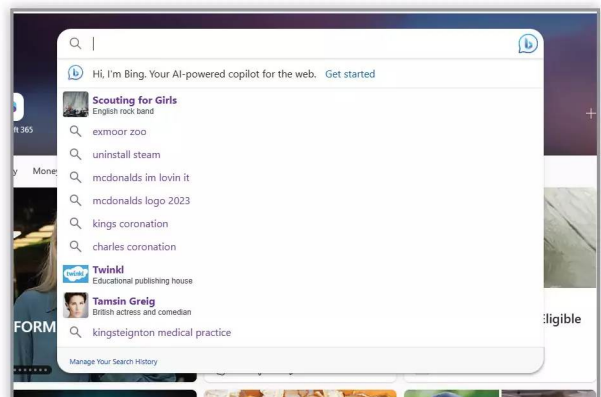 Hi, I'm Bing. Your AI-powered copilot for the web. Get started
Scouting for Girls
English rock band
ft 365
exmoor zoo
uninstall steam
y Money
mcdonalds im lovin it
mcdonalds logo 2023
kings coronation
charles coronation
twinkl
Twinkl
Educational publishing house
Tamsin Greig
British actress and comedian
FORM
Eligible
kingsteignton medical practice
Manage Your Search History